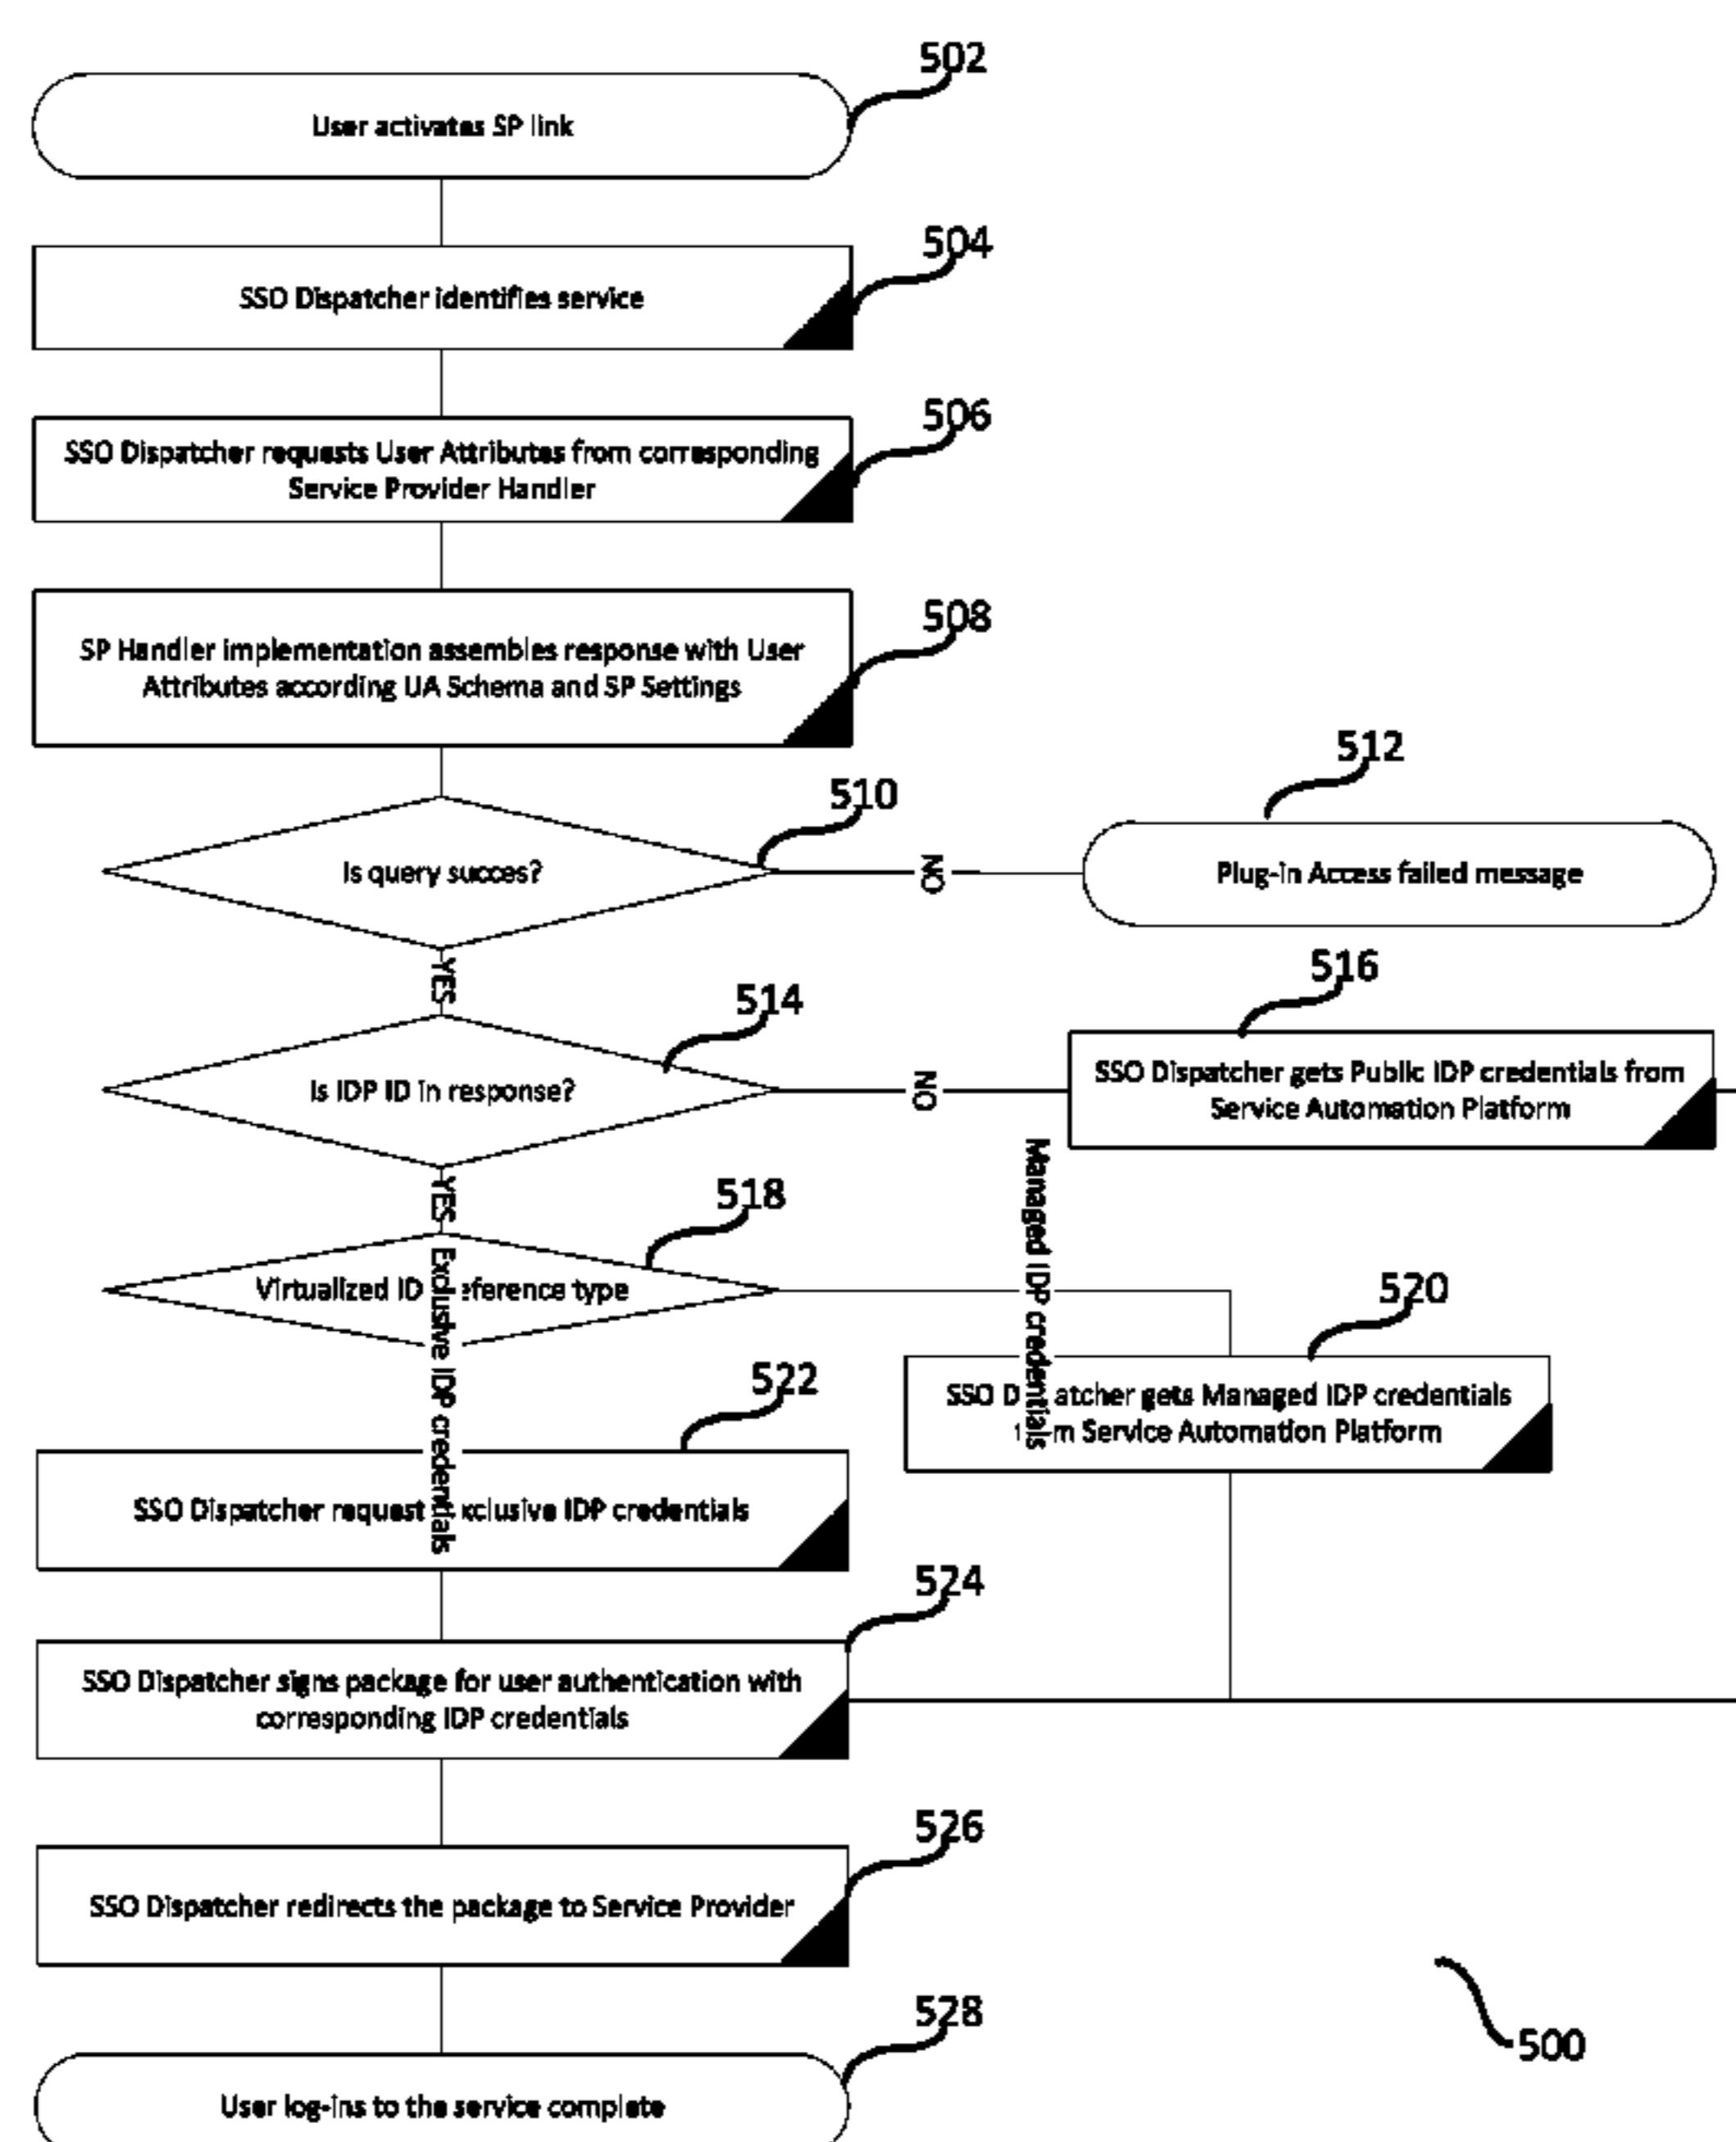 502
User activates SP link
504
SSO Dispatcher identifies service
506
SSO Dispatcher requests User Attributes from corresponding
Service Provider Handler
508
SP Handler implementation assembles response with User
Attributes according UA Schema and SP Settings
510
Is query succes?
NO
512
Plug-in Access failed message
YES
514
Is IDP ID in response?
NO
516
SSO Dispatcher gets Public IDP credentials from
Service Automation Platform
YES
518
Virtualized ID eference type
Exclusive IDP credentials
Managed IDP credentials
520
SSO D atcher gets Managed IDP credentials
m Service Automation Platform
522
SSO Dispatcher request xclusive IDP credentials
524
SSO Dispatcher signs package for user authentication with
corresponding IDP credentials
526
SSO Dispatcher redirects the package to Service Provider
528
User log-ins to the service complete
500